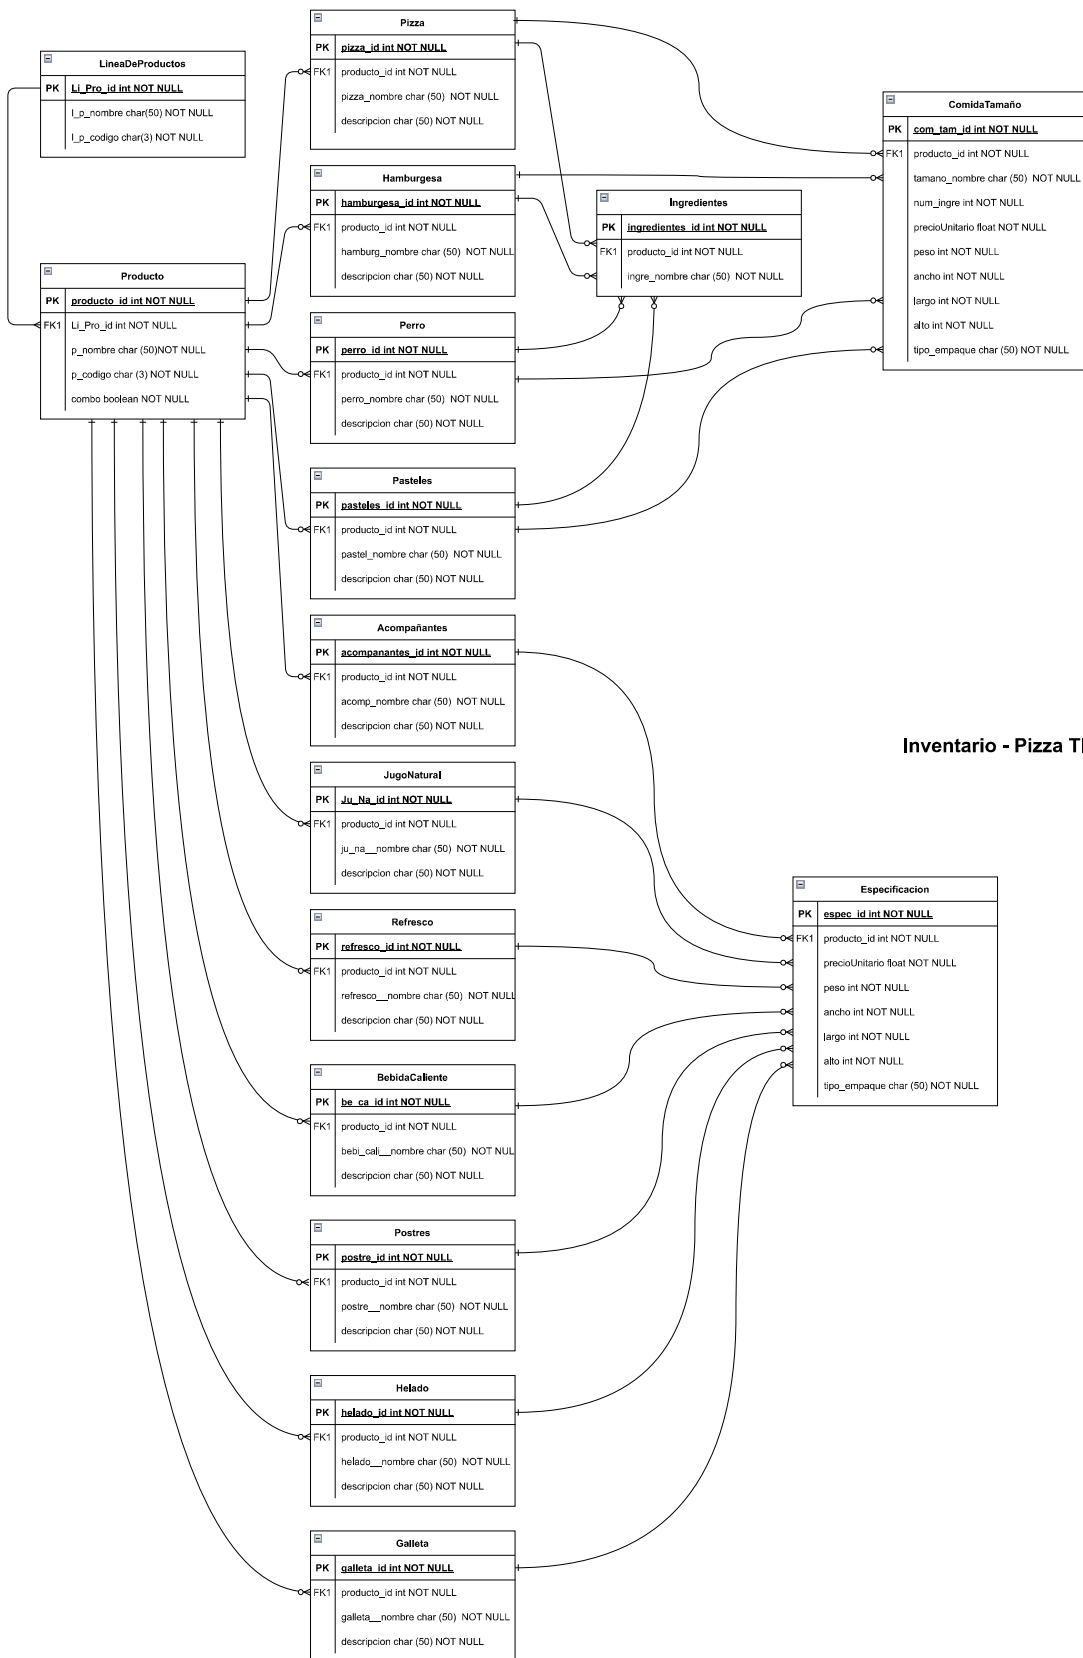 LineaDeProductos
PK Li_Pro_id int NOT NULL
l_p_nombre char(50) NOT NULL
l_p_codigo char(3) NOT NULL
Producto
PK producto_id int NOT NULL
FK1 Li_Pro_id int NOT NULL
p_nombre char (50)NOT NULL
p_codigo char (3) NOT NULL
combo boolean NOT NULL
Pizza
PK pizza_id int NOT NULL
FK1 producto_id int NOT NULL
pizza_nombre char (50) NOT NULL
descripcion char (50) NOT NULL
Hamburgesa
PK hamburgesa_id int NOT NULL
FK1 producto_id int NOT NULL
hamburg_nombre char (50) NOT NULL
descripcion char (50) NOT NULL
Perro
PK perro_id int NOT NULL
FK1 producto_id int NOT NULL
perro_nombre char (50) NOT NULL
descripcion char (50) NOT NULL
Pasteles
PK pasteles_id int NOT NULL
FK1 producto_id int NOT NULL
pastel_nombre char (50) NOT NULL
descripcion char (50) NOT NULL
Acompañantes
PK acompanantes_id int NOT NULL
FK1 producto_id int NOT NULL
acomp_nombre char (50) NOT NULL
descripcion char (50) NOT NULL
JugoNatural
PK Ju_Na_id int NOT NULL
FK1 producto_id int NOT NULL
ju_na__nombre char (50) NOT NULL
descripcion char (50) NOT NULL
Refresco
PK refresco_id int NOT NULL
FK1 producto_id int NOT NULL
refresco__nombre char (50) NOT NULL
descripcion char (50) NOT NULL
BebidaCaliente
PK be_ca_id int NOT NULL
FK1 producto_id int NOT NULL
bebi_cali__nombre char (50) NOT NUL
descripcion char (50) NOT NULL
Postres
PK postre_id int NOT NULL
FK1 producto_id int NOT NULL
postre__nombre char (50) NOT NULL
descripcion char (50) NOT NULL
Helado
PK helado_id int NOT NULL
FK1 producto_id int NOT NULL
helado__nombre char (50) NOT NULL
descripcion char (50) NOT NULL
Galleta
PK galleta_id int NOT NULL
FK1 producto_id int NOT NULL
galleta__nombre char (50) NOT NULL
descripcion char (50) NOT NULL
Ingredientes
PK ingredientes_id int NOT NULL
FK1 producto_id int NOT NULL
ingre_nombre char (50) NOT NULL
ComidaTamaño
PK com_tam_id int NOT NULL
FK1 producto_id int NOT NULL
tamano_nombre char (50) NOT NULL
num_ingre int NOT NULL
precioUnitario float NOT NULL
peso int NOT NULL
ancho int NOT NULL
largo int NOT NULL
alto int NOT NULL
tipo_empaque char (50) NOT NULL
Inventario - Pizza
Especificacion
PK espec_id int NOT NULL
FK1 producto_id int NOT NULL
precioUnitario float NOT NULL
peso int NOT NULL
ancho int NOT NULL
largo int NOT NULL
alto int NOT NULL
tipo_empaque char (50) NOT NULL